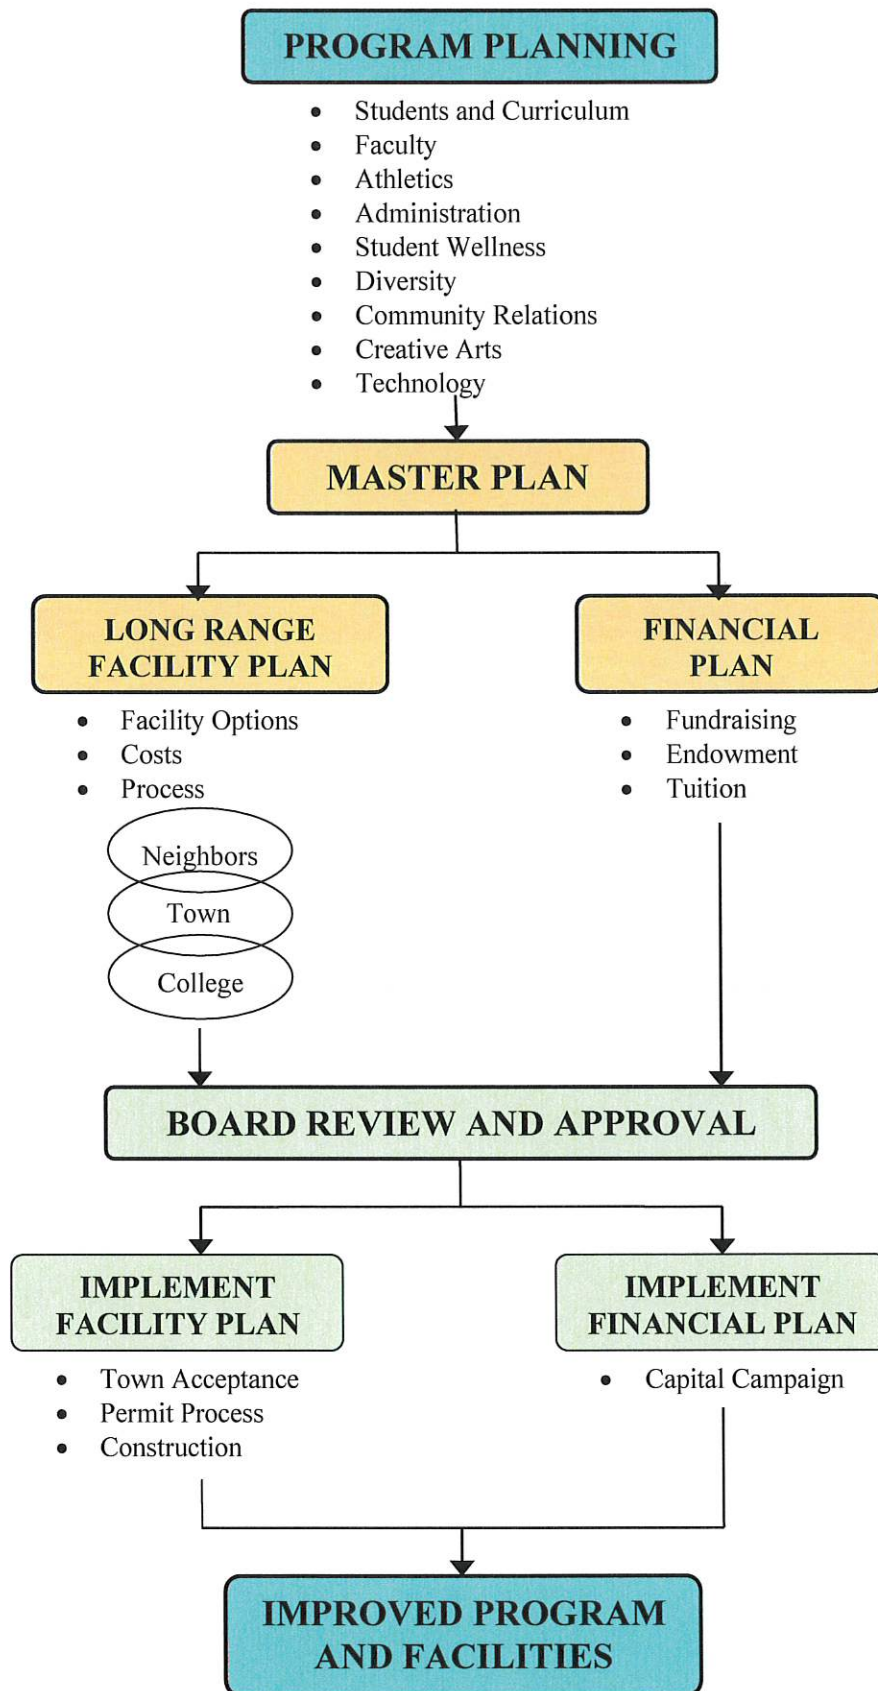 PROGRAM PLANNING
• Students and Curriculum
• Faculty
• Athletics
• Administration
• Student Wellness
• Diversity
• Community Relations
• Creative Arts
• Technology
MASTER PLAN
LONG RANGE
FACILITY PLAN
• Facility Options
• Costs
• Process
Neighbors
Town
College
FINANCIAL
PLAN
• Fundraising
• Endowment
• Tuition
BOARD REVIEW AND APPROVAL
IMPLEMENT
FACILITY PLAN
• Town Acceptance
• Permit Process
• Construction
IMPLEMENT
FINANCIAL PLAN
• Capital Campaign
IMPROVED PROGRAM
AND FACILITIES